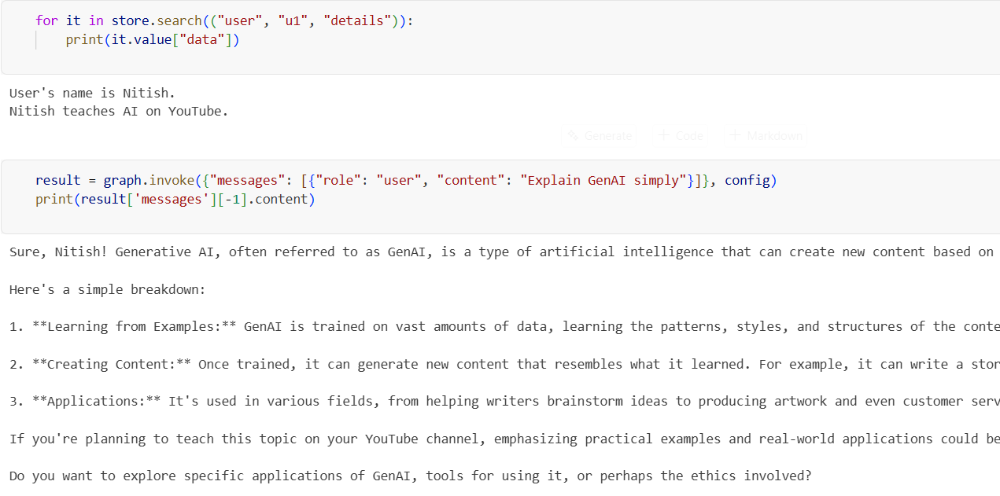 for it in store.search(("user", "u1", "details")):
print(it.value["data"])
User's name is Nitish.
Nitish teaches AI on YouTube.
Generate
Code
Markdown
result = graph.invoke({"messages": [{"role": "user", "content": "Explain GenAI simply"}]}, config)
print(result['messages'][-1].content)
Sure, Nitish! Generative AI, often referred to as GenAI, is a type of artificial intelligence that can create new content based on
Here's a simple breakdown:
1. **Learning from Examples:** GenAI is trained on vast amounts of data, learning the patterns, styles, and structures of the conte
2. **Creating Content:** Once trained, it can generate new content that resembles what it learned. For example, it can write a stor
3. **Applications:** It's used in various fields, from helping writers brainstorm ideas to producing artwork and even customer serv
If you're planning to teach this topic on your YouTube channel, emphasizing practical examples and real-world applications could be
Do you want to explore specific applications of GenAI, tools for using it, or perhaps the ethics involved?